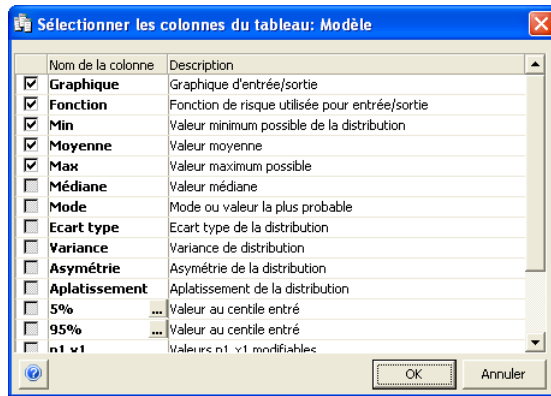 Sélectionner les colonnes du tableau: Modèle
Nom de la colonne Description
Graphique Graphique d'entrée/sortie
Fonction Fonction de risque utilisée pour entrée/sortie
Min Valeur minimum possible de la distribution
Moyenne Valeur moyenne
Max Valeur maximum possible
Médiane Valeur médiane
Mode Mode ou valeur la plus probable
Ecart type Ecart type de la distribution
Variance Variance de distribution
Asymétrie Asymétrie de la distribution
Aplatissement Aplatissement de la distribution
5% ... Valeur au centile entré
95% ... Valeur au centile entré
p1,x1 Valeurs p1,x1 modifiables
? OK Annuler